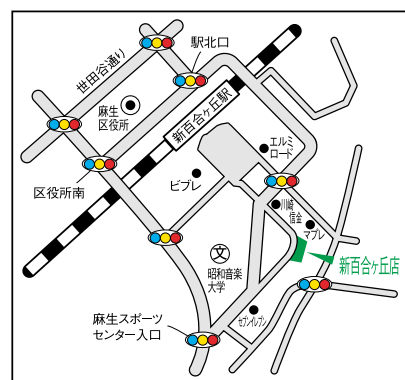 世田谷通り
駅北口
麻生
区役所
新百合ヶ丘駅
エルミ
ロード
区役所南
ビブレ
川崎
信金
マプレ
新百合ヶ丘店
文
昭和音楽
大学
セブンイレブン
麻生スポーツ
センター入口